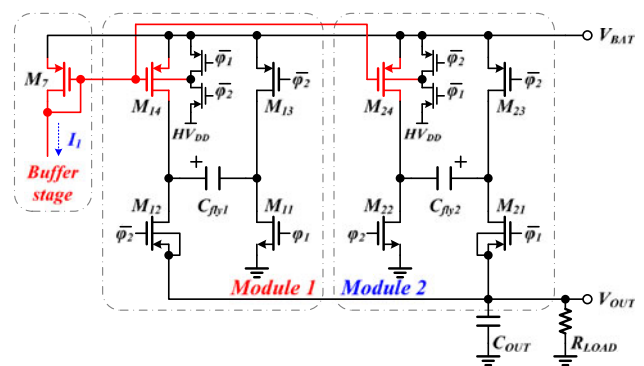 V_BAT
M_7
φ̅_1
φ̅_1
φ̅_2
φ̅_2
φ̅_2
φ̅_2
φ̅_1
M_14
M_13
M_24
M_23
I_1
HV_DD
HV_DD
Buffer
stage
+
+
M_12
C_fly1
M_11
M_22
C_fly2
M_21
φ̅_2
φ_1
φ_2
φ̅_1
Module 1
Module 2
V_OUT
C_OUT
R_LOAD